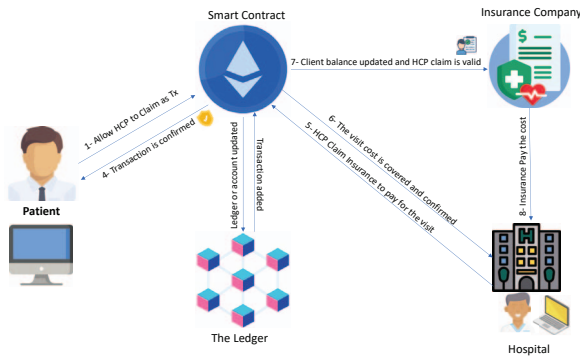 Smart Contract
Insurance Company
7- Client balance updated and HCP claim is valid
1- Allow HCP to Claim as Tx
4- Transaction is confirmed
Patient
Ledger or account updated
Transaction added
6- The visit cost is covered and confirmed
5- HCP Claim Insurance to pay for the visit
8- Insurance Pay the cost
H
The Ledger
Hospital